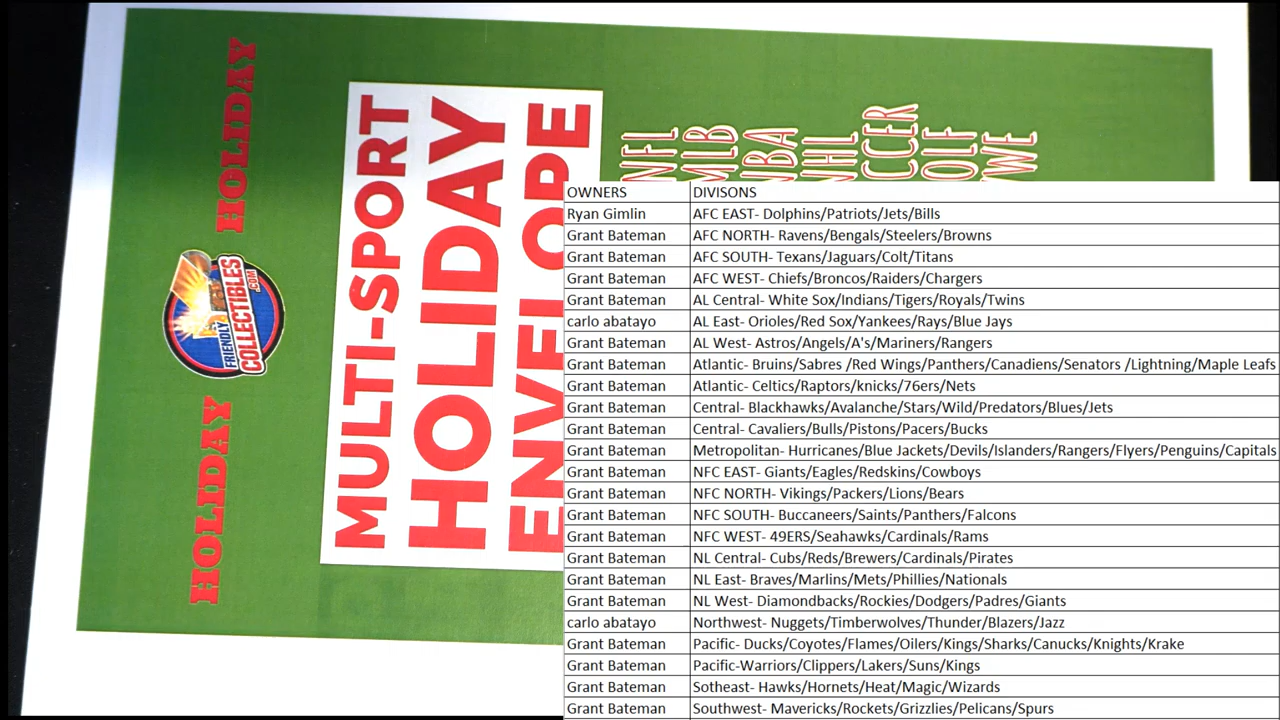 HOLIDAY
HOLIDAY
FRIENDLY
COLLECTIBLES
.COM
MULTI-SPORT
HOLIDAY
ENVELOPE
NFL
MLB
NBA
NHL
SOCCER
GOLF
WWE
OWNERS DIVISONS
Ryan Gimlin AFC EAST- Dolphins/Patriots/Jets/Bills
Grant Bateman AFC NORTH- Ravens/Bengals/Steelers/Browns
Grant Bateman AFC SOUTH- Texans/Jaguars/Colt/Titans
Grant Bateman AFC WEST- Chiefs/Broncos/Raiders/Chargers
Grant Bateman AL Central- White Sox/Indians/Tigers/Royals/Twins
carlo abatayo AL East- Orioles/Red Sox/Yankees/Rays/Blue Jays
Grant Bateman AL West- Astros/Angels/A's/Mariners/Rangers
Grant Bateman Atlantic- Bruins/Sabres /Red Wings/Panthers/Canadiens/Senators /Lightning/Maple Leafs
Grant Bateman Atlantic- Celtics/Raptors/knicks/76ers/Nets
Grant Bateman Central- Blackhawks/Avalanche/Stars/Wild/Predators/Blues/Jets
Grant Bateman Central- Cavaliers/Bulls/Pistons/Pacers/Bucks
Grant Bateman Metropolitan- Hurricanes/Blue Jackets/Devils/Islanders/Rangers/Flyers/Penguins/Capitals
Grant Bateman NFC EAST- Giants/Eagles/Redskins/Cowboys
Grant Bateman NFC NORTH- Vikings/Packers/Lions/Bears
Grant Bateman NFC SOUTH- Buccaneers/Saints/Panthers/Falcons
Grant Bateman NFC WEST- 49ERS/Seahawks/Cardinals/Rams
Grant Bateman NL Central- Cubs/Reds/Brewers/Cardinals/Pirates
Grant Bateman NL East- Braves/Marlins/Mets/Phillies/Nationals
Grant Bateman NL West- Diamondbacks/Rockies/Dodgers/Padres/Giants
carlo abatayo Northwest- Nuggets/Timberwolves/Thunder/Blazers/Jazz
Grant Bateman Pacific- Ducks/Coyotes/Flames/Oilers/Kings/Sharks/Canucks/Knights/Krake
Grant Bateman Pacific-Warriors/Clippers/Lakers/Suns/Kings
Grant Bateman Sotheast- Hawks/Hornets/Heat/Magic/Wizards
Grant Bateman Southwest- Mavericks/Rockets/Grizzlies/Pelicans/Spurs